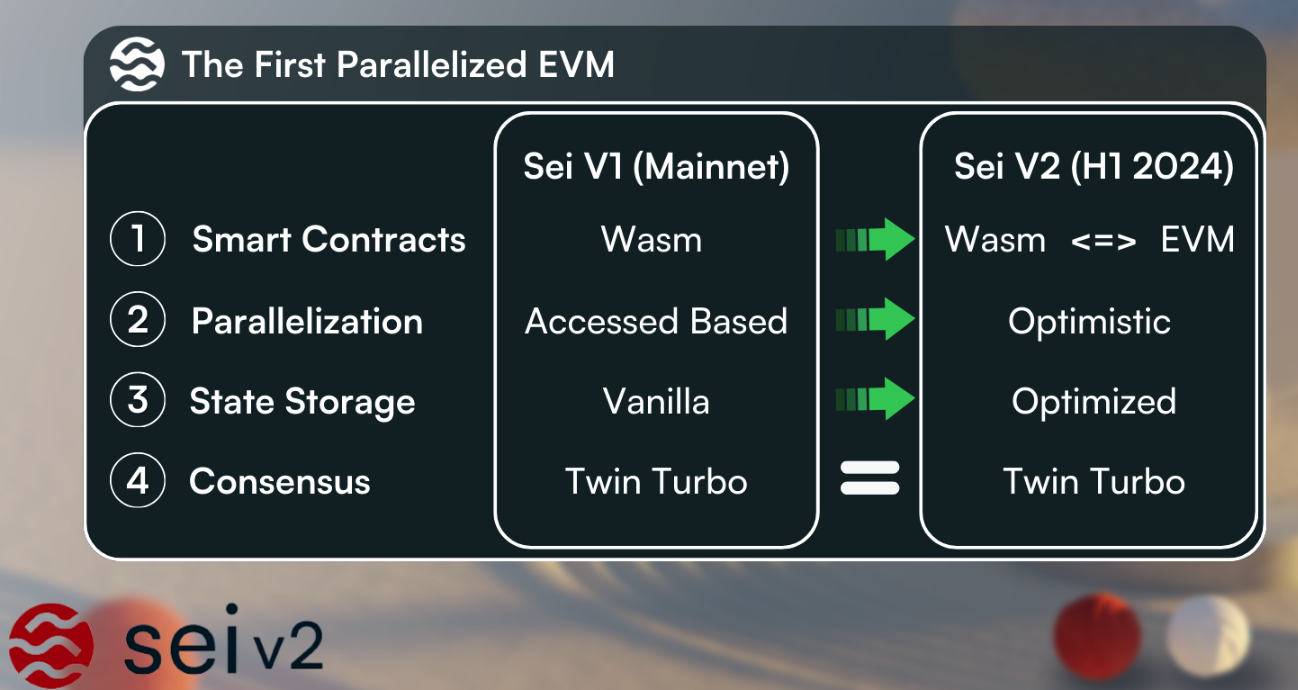 The First Parallelized EVM
Sei V1 (Mainnet) Sei V2 (H1 2024)
1 Smart Contracts Wasm Wasm <=> EVM
2 Parallelization Accessed Based Optimistic
3 State Storage Vanilla Optimized
4 Consensus Twin Turbo = Twin Turbo
sei v2